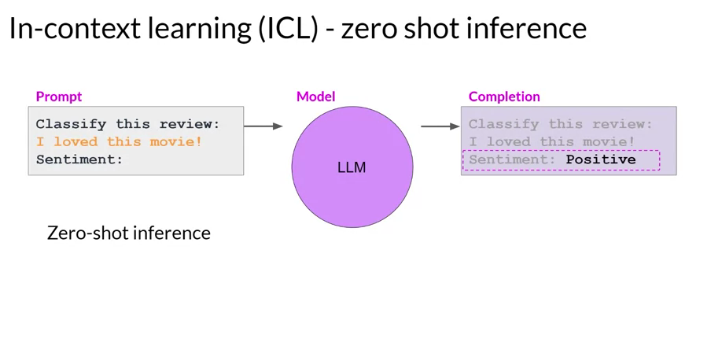 In-context learning (ICL) - zero shot inference
Prompt
Classify this review:
I loved this movie!
Sentiment:
Model
LLM
Completion
Classify this review:
I loved this movie!
Sentiment: Positive
Zero-shot inference